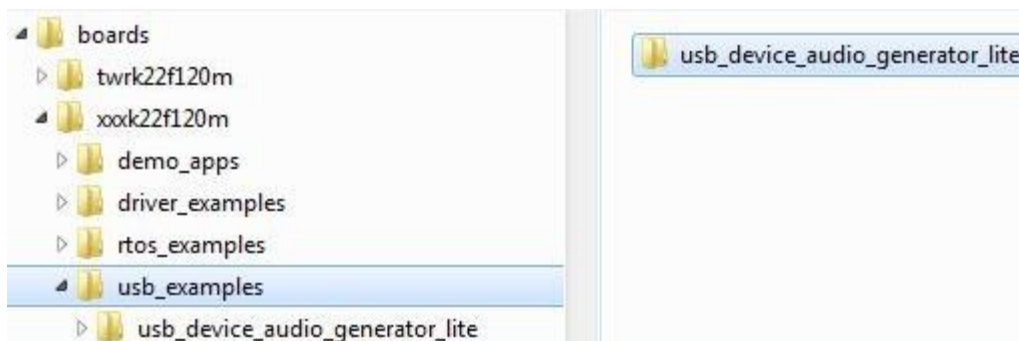 boards
twrk22f120m
xxxk22f120m
demo_apps
driver_examples
rtos_examples
usb_examples
usb_device_audio_generator_lite
usb_device_audio_generator_lite